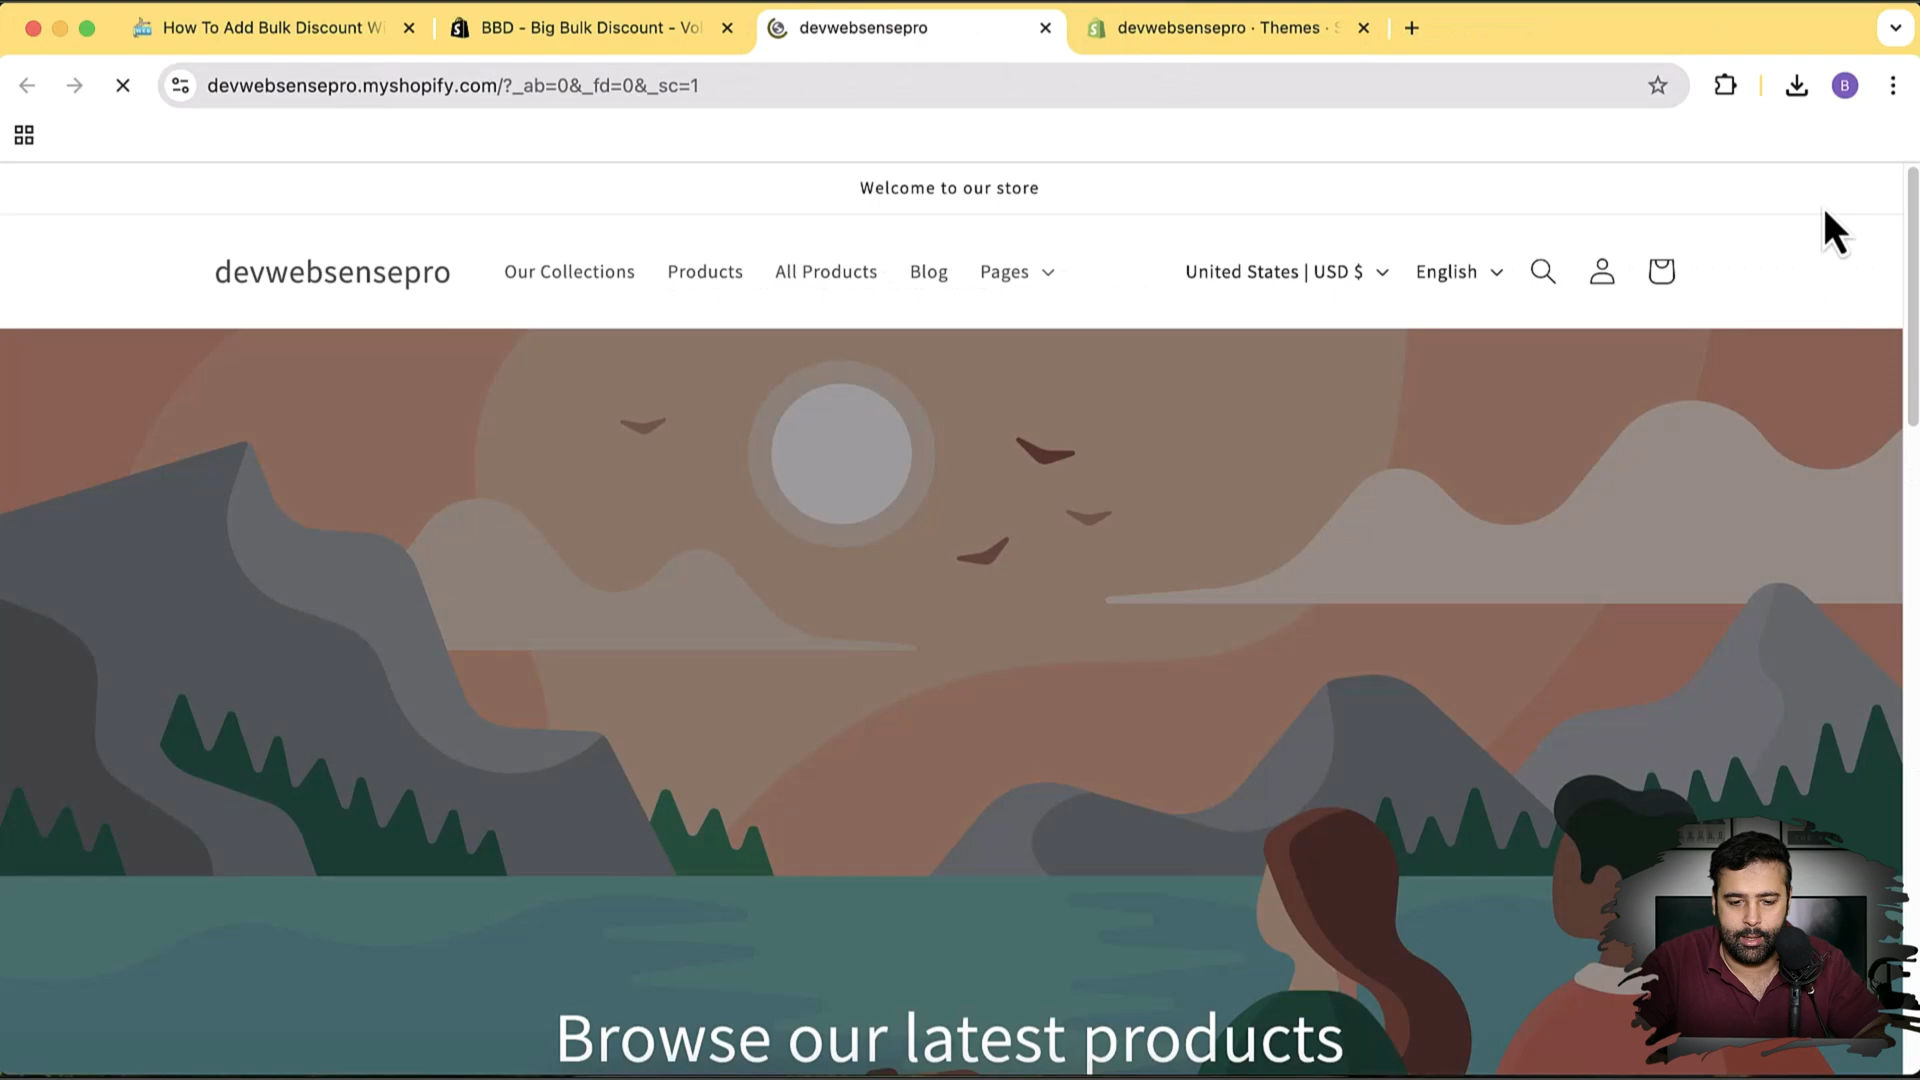 How To Add Bulk Discount Wi
BBD - Big Bulk Discount - Vol
devwebsensepro
devwebsensepro · Themes · S
devwebsensepro.myshopify.com/?_ab=0&_fd=0&_sc=1
B
Welcome to our store
devwebsensepro
Our Collections
Products
All Products
Blog
Pages
United States | USD $
English
Browse our latest products